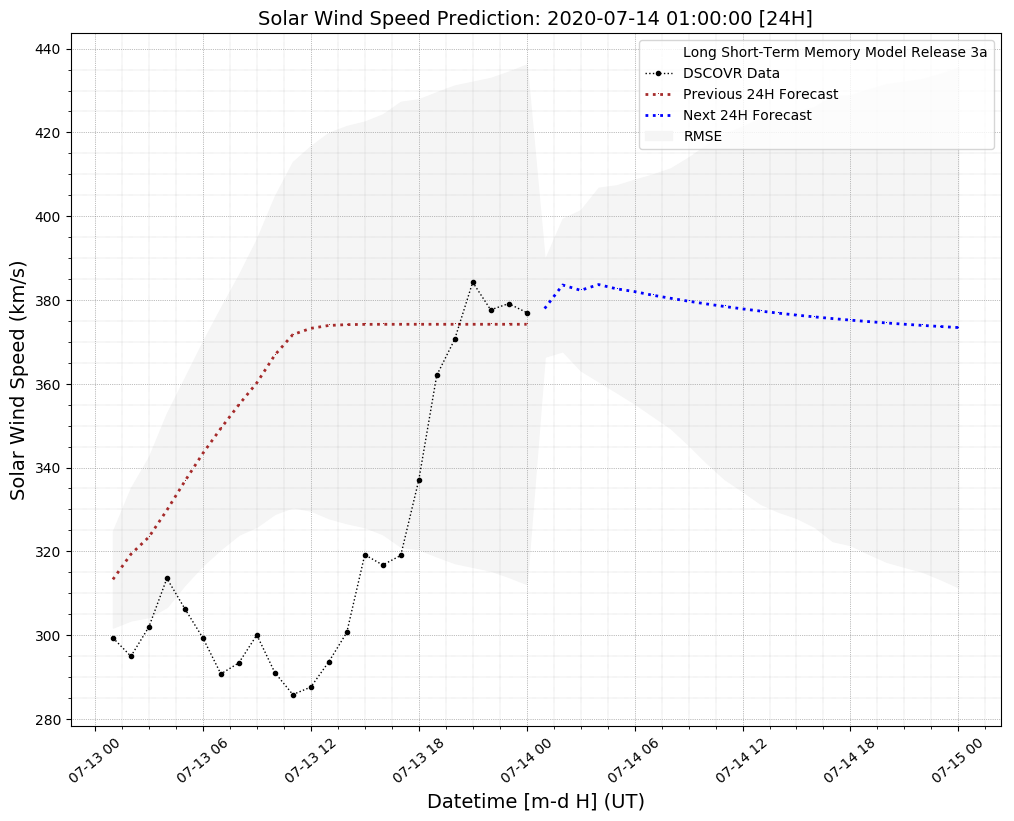 Solar Wind Speed Prediction: 2020-07-14 01:00:00 [24H]
Long Short-Term Memory Model Release 3a
DSCOVR Data
Previous 24H Forecast
Next 24H Forecast
RMSE
Solar Wind Speed (km/s)
440
420
400
380
360
340
320
300
280
07-13 00
07-13 06
07-13 12
07-13 18
07-14 00
07-14 06
07-14 12
07-14 18
07-15 00
Datetime [m-d H] (UT)